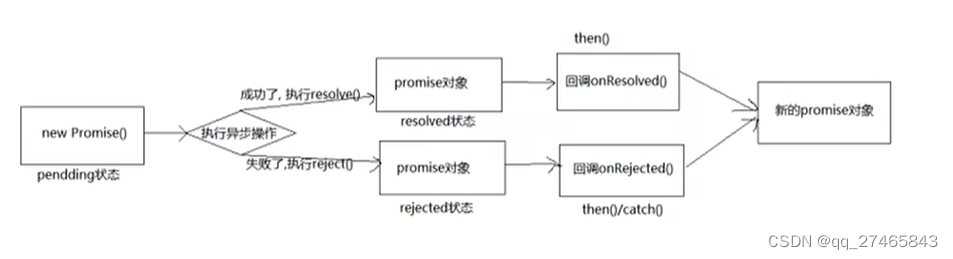 new Promise()
pendding状态
执行异步操作
成功了, 执行resolve()
失败了,执行reject()
promise对象
resolved状态
promise对象
rejected状态
then()
回调onResolved()
回调onRejected()
then()/catch()
新的promise对象
CSDN @qq_27465843